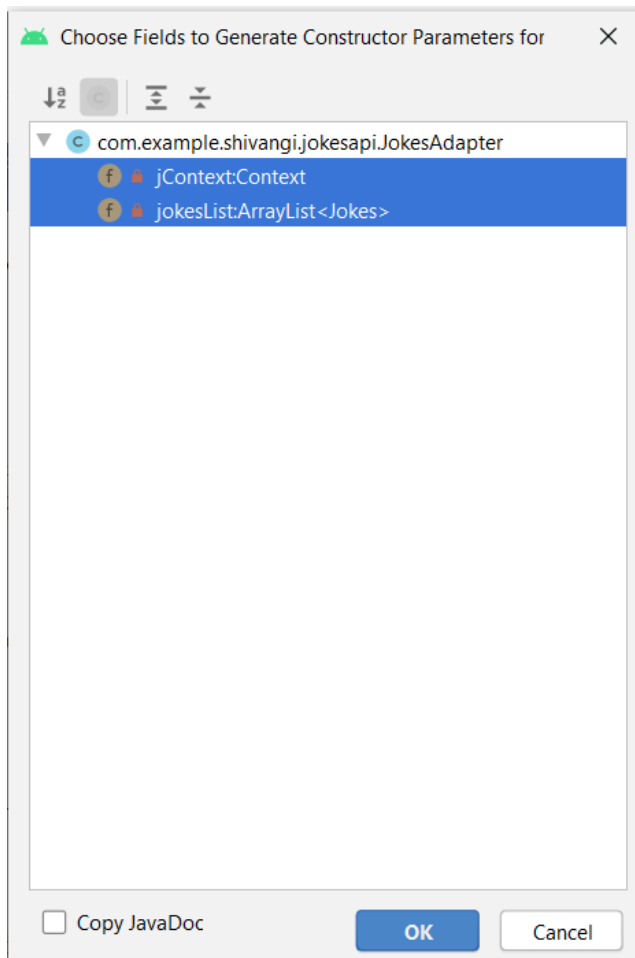 Choose Fields to Generate Constructor Parameters for
com.example.shivangi.jokesapi.JokesAdapter
jContext:Context
jokesList:ArrayList<Jokes>
Copy JavaDoc
OK
Cancel